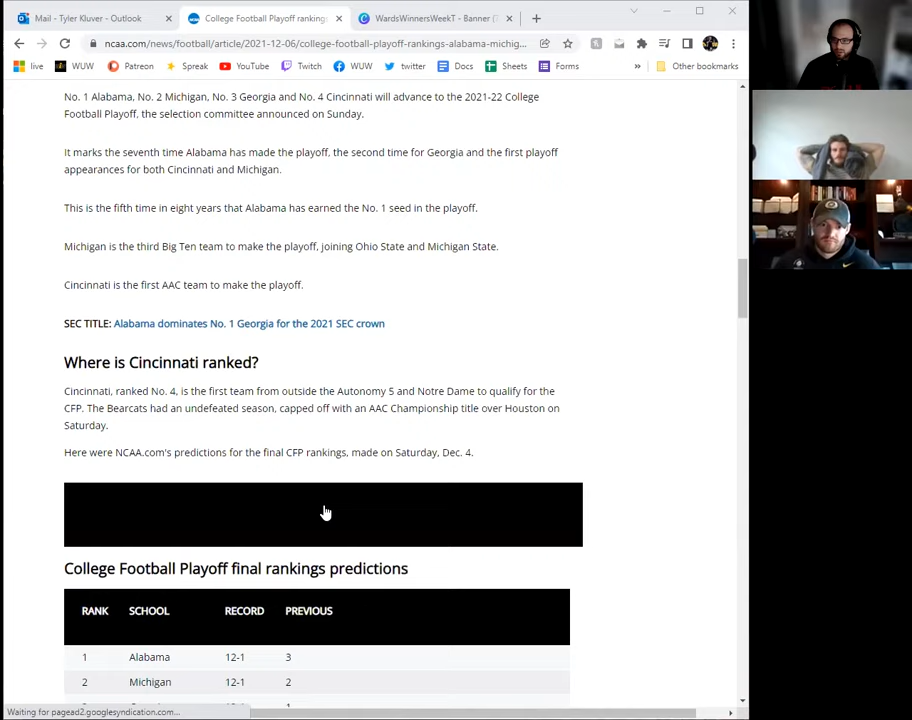 Mail - Tyler Kluver - Outlook
College Football Playoff ranking
WardsWinnersWeekT - Banner (
ncaa.com/news/football/article/2021-12-06/college-football-playoff-rankings-alabama-michig...
live
WUW
Patreon
Spreak
YouTube
Twitch
WUW
twitter
Docs
Sheets
Forms
»
Other bookmarks
No. 1 Alabama, No. 2 Michigan, No. 3 Georgia and No. 4 Cincinnati will advance to the 2021-22 College
Football Playoff, the selection committee announced on Sunday.
It marks the seventh time Alabama has made the playoff, the second time for Georgia and the first playoff
appearances for both Cincinnati and Michigan.
This is the fifth time in eight years that Alabama has earned the No. 1 seed in the playoff.
Michigan is the third Big Ten team to make the playoff, joining Ohio State and Michigan State.
Cincinnati is the first AAC team to make the playoff.
SEC TITLE: Alabama dominates No. 1 Georgia for the 2021 SEC crown
Where is Cincinnati ranked?
Cincinnati, ranked No. 4, is the first team from outside the Autonomy 5 and Notre Dame to qualify for the
CFP. The Bearcats had an undefeated season, capped off with an AAC Championship title over Houston on
Saturday.
Here were NCAA.com's predictions for the final CFP rankings, made on Saturday, Dec. 4.
College Football Playoff final rankings predictions
RANK SCHOOL RECORD PREVIOUS
1 Alabama 12-1 3
2 Michigan 12-1 2
Waiting for pagead2.googlesyndication.com...